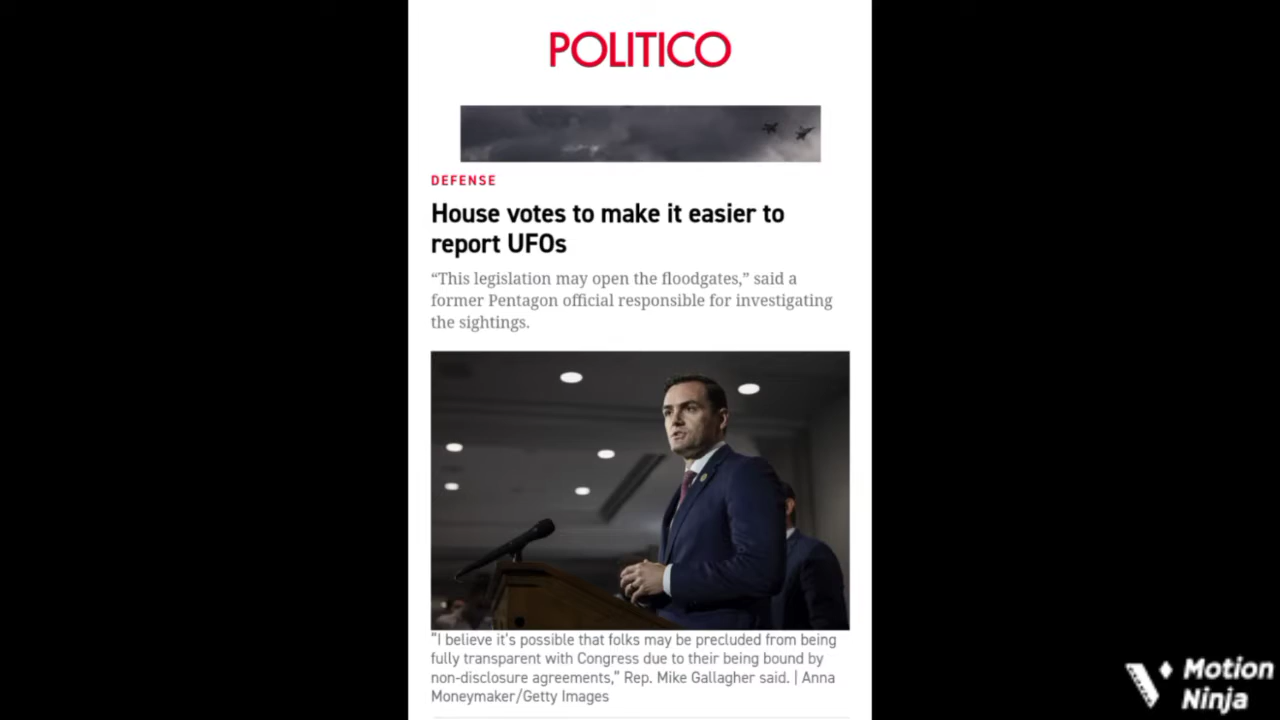 POLITICO
DEFENSE
House votes to make it easier to
report UFOs
“This legislation may open the floodgates,” said a
former Pentagon official responsible for investigating
the sightings.
“I believe it's possible that folks may be precluded from being
fully transparent with Congress due to their being bound by
non-disclosure agreements,” Rep. Mike Gallagher said. | Anna
Moneymaker/Getty Images
Motion
Ninja